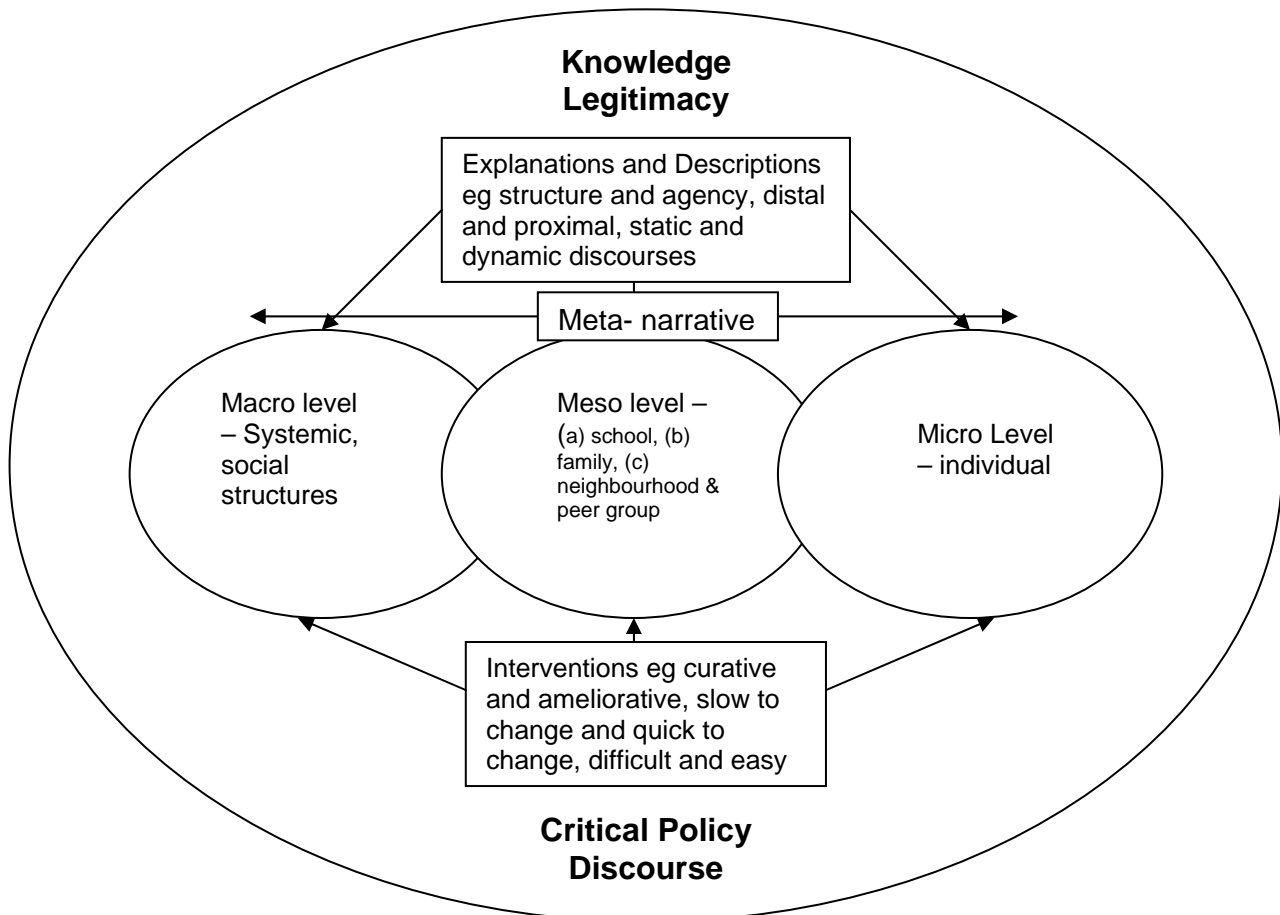 Knowledge
Legitimacy
Explanations and Descriptions
eg structure and agency, distal
and proximal, static and
dynamic discourses
Meta- narrative
Macro level
– Systemic,
social
structures
Meso level –
(a) school, (b)
family, (c)
neighbourhood &
peer group
Micro Level
– individual
Interventions eg curative
and ameliorative, slow to
change and quick to
change, difficult and easy
Critical Policy
Discourse